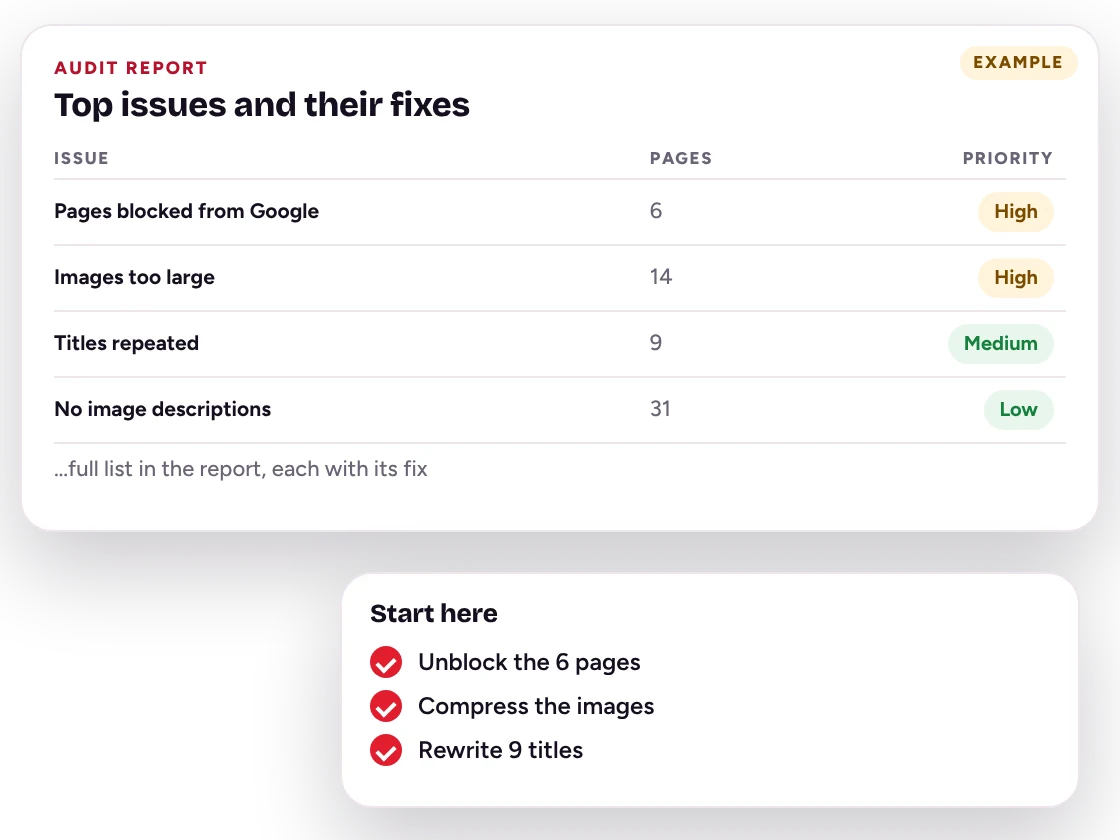 AUDIT REPORT
EXAMPLE
Top issues and their fixes
ISSUE PAGES PRIORITY
Pages blocked from Google 6 High
Images too large 14 High
Titles repeated 9 Medium
No image descriptions 31 Low
...full list in the report, each with its fix
Start here
Unblock the 6 pages
Compress the images
Rewrite 9 titles